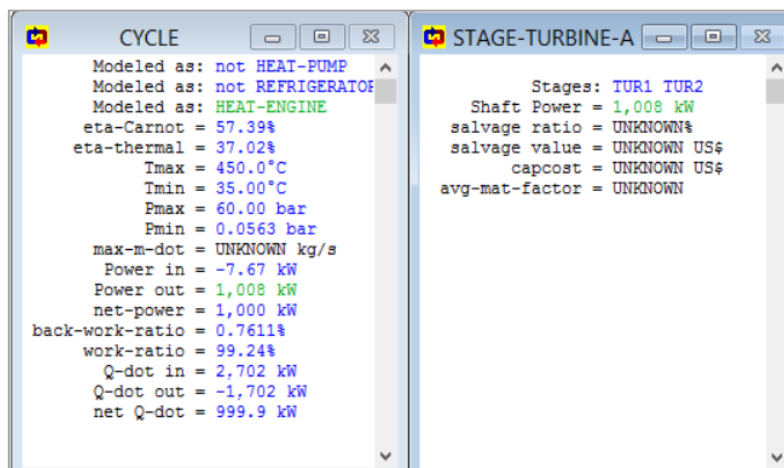 CYCLE
Modeled as: not HEAT-PUMP
Modeled as: not REFRIGERATOR
Modeled as: HEAT-ENGINE
eta-Carnot = 57.39%
eta-thermal = 37.02%
Tmax = 450.0°C
Tmin = 35.00°C
Pmax = 60.00 bar
Pmin = 0.0563 bar
max-m-dot = UNKNOWN kg/s
Power in = -7.67 kW
Power out = 1,008 kW
net-power = 1,000 kW
back-work-ratio = 0.7611%
work-ratio = 99.24%
Q-dot in = 2,702 kW
Q-dot out = -1,702 kW
net Q-dot = 999.9 kW
STAGE-TURBINE-A
Stages: TUR1 TUR2
Shaft Power = 1,008 kW
salvage ratio = UNKNOWN%
salvage value = UNKNOWN US$
capcost = UNKNOWN US$
avg-mat-factor = UNKNOWN